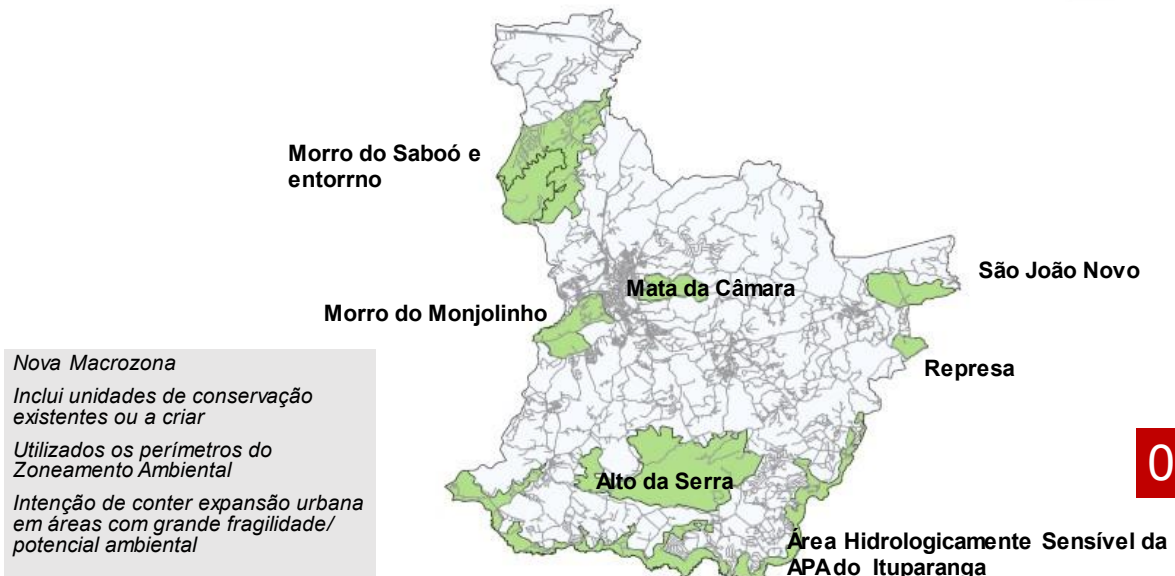 Morro do Saboó e
entorrno
São João Novo
Mata da Câmara
Morro do Monjolinho
Represa
Nova Macrozona
Inclui unidades de conservação
existentes ou a criar
Utilizados os perímetros do
Zoneamento Ambiental
Intenção de conter expansão urbana
em áreas com grande fragilidade/
potencial ambiental
0
Alto da Serra
Área Hidrologicamente Sensível da
APA do Ituparanga